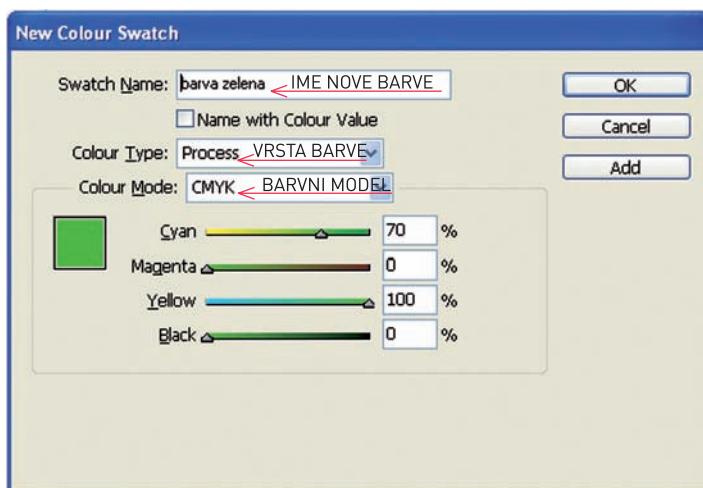 New Colour Swatch
Swatch Name: barva zelena IME NOVE BARVE
OK
Name with Colour Value
Cancel
Colour Type: Process VRSTA BARVE
Add
Colour Mode: CMYK BARVNI MODEL
Cyan 70 %
Magenta 0 %
Yellow 100 %
Black 0 %